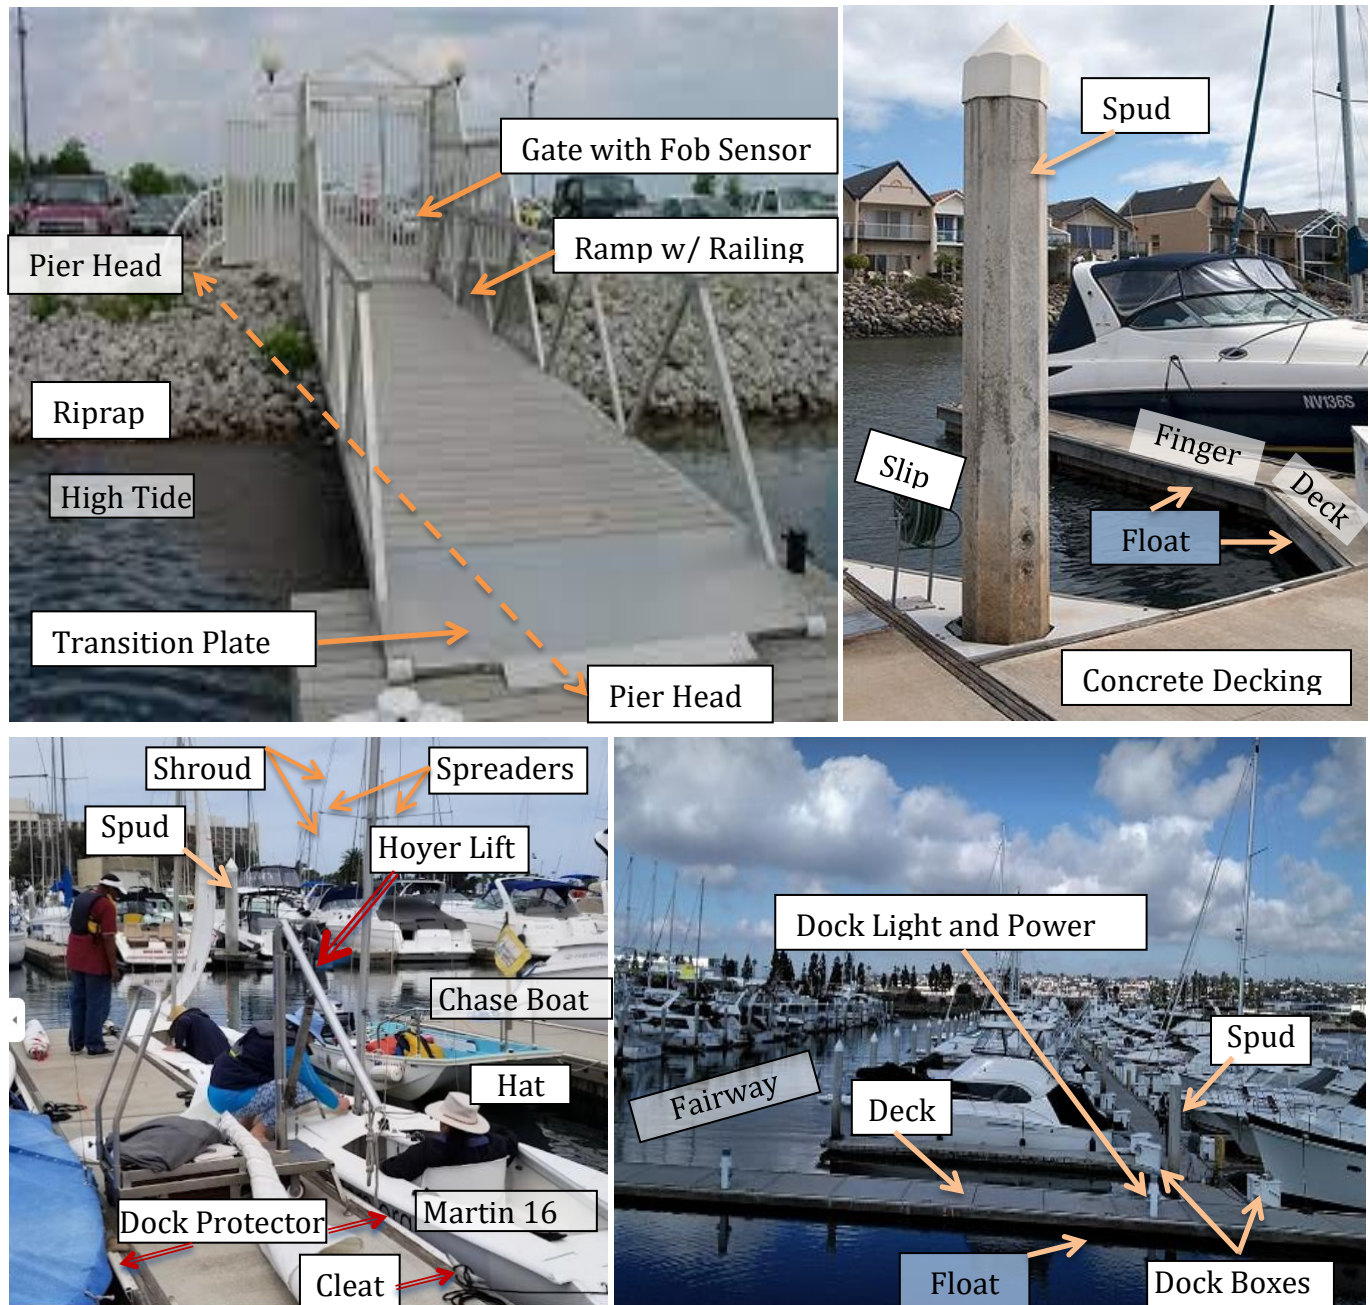 Gate with Fob Sensor
Pier Head
Ramp w/ Railing
Riprap
High Tide
Transition Plate
Pier Head
Spud
Slip
Finger
Deck
Float
NV136S
Concrete Decking
Shroud
Spreaders
Spud
Hoyer Lift
Chase Boat
Hat
Dock Protector
Martin 16
Cleat
Dock Light and Power
Spud
Fairway
Deck
Float
Dock Boxes